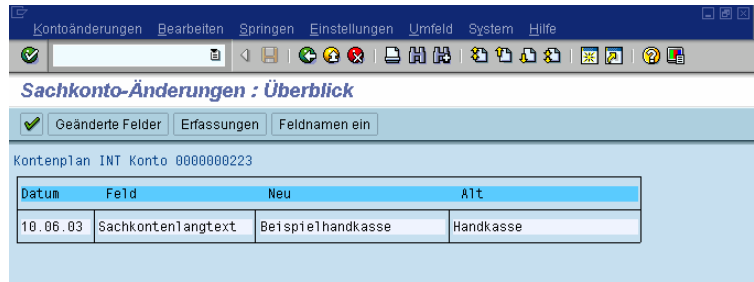 Kontoänderungen Bearbeiten Springen Einstellungen Umfeld System Hilfe
Sachkonto-Änderungen : Überblick
Geänderte Felder Erfassungen Feldnamen ein
Kontenplan INT Konto 0000000223
Datum Feld Neu Alt
10.06.03 Sachkontenlangtext Beispielhandkasse Handkasse